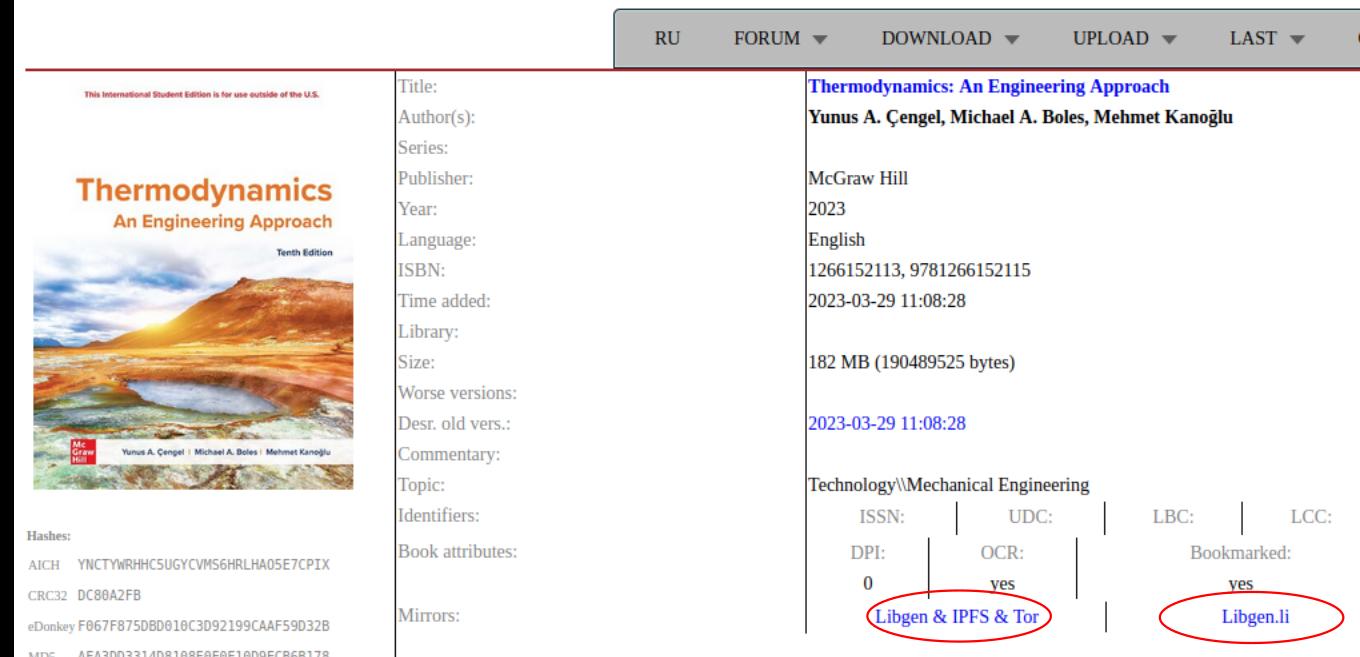 RU FORUM DOWNLOAD UPLOAD LAST
This International Student Edition is for use outside of the U.S.
Thermodynamics
An Engineering Approach
Tenth Edition
Mc
Graw
Hill
Yunus A. Çengel | Michael A. Boles | Mehmet Kanoğlu
Hashes:
AICH YNCTYWRHHC5UGYCVMS6HRLHAO5E7CPIX
CRC32 DC80A2FB
eDonkey F067F875DBD010C3D92199CAAF59D32B
Title: Thermodynamics: An Engineering Approach
Author(s): Yunus A. Çengel, Michael A. Boles, Mehmet Kanoğlu
Series:
Publisher: McGraw Hill
Year: 2023
Language: English
ISBN: 1266152113, 9781266152115
Time added: 2023-03-29 11:08:28
Library:
Size: 182 MB (190489525 bytes)
Worse versions:
Desr. old vers.: 2023-03-29 11:08:28
Commentary:
Topic: Technology\\Mechanical Engineering
Identifiers: ISSN: UDC: LBC: LCC:
Book attributes: DPI: OCR: Bookmarked:
0 yes yes
Mirrors: Libgen & IPFS & Tor Libgen.li